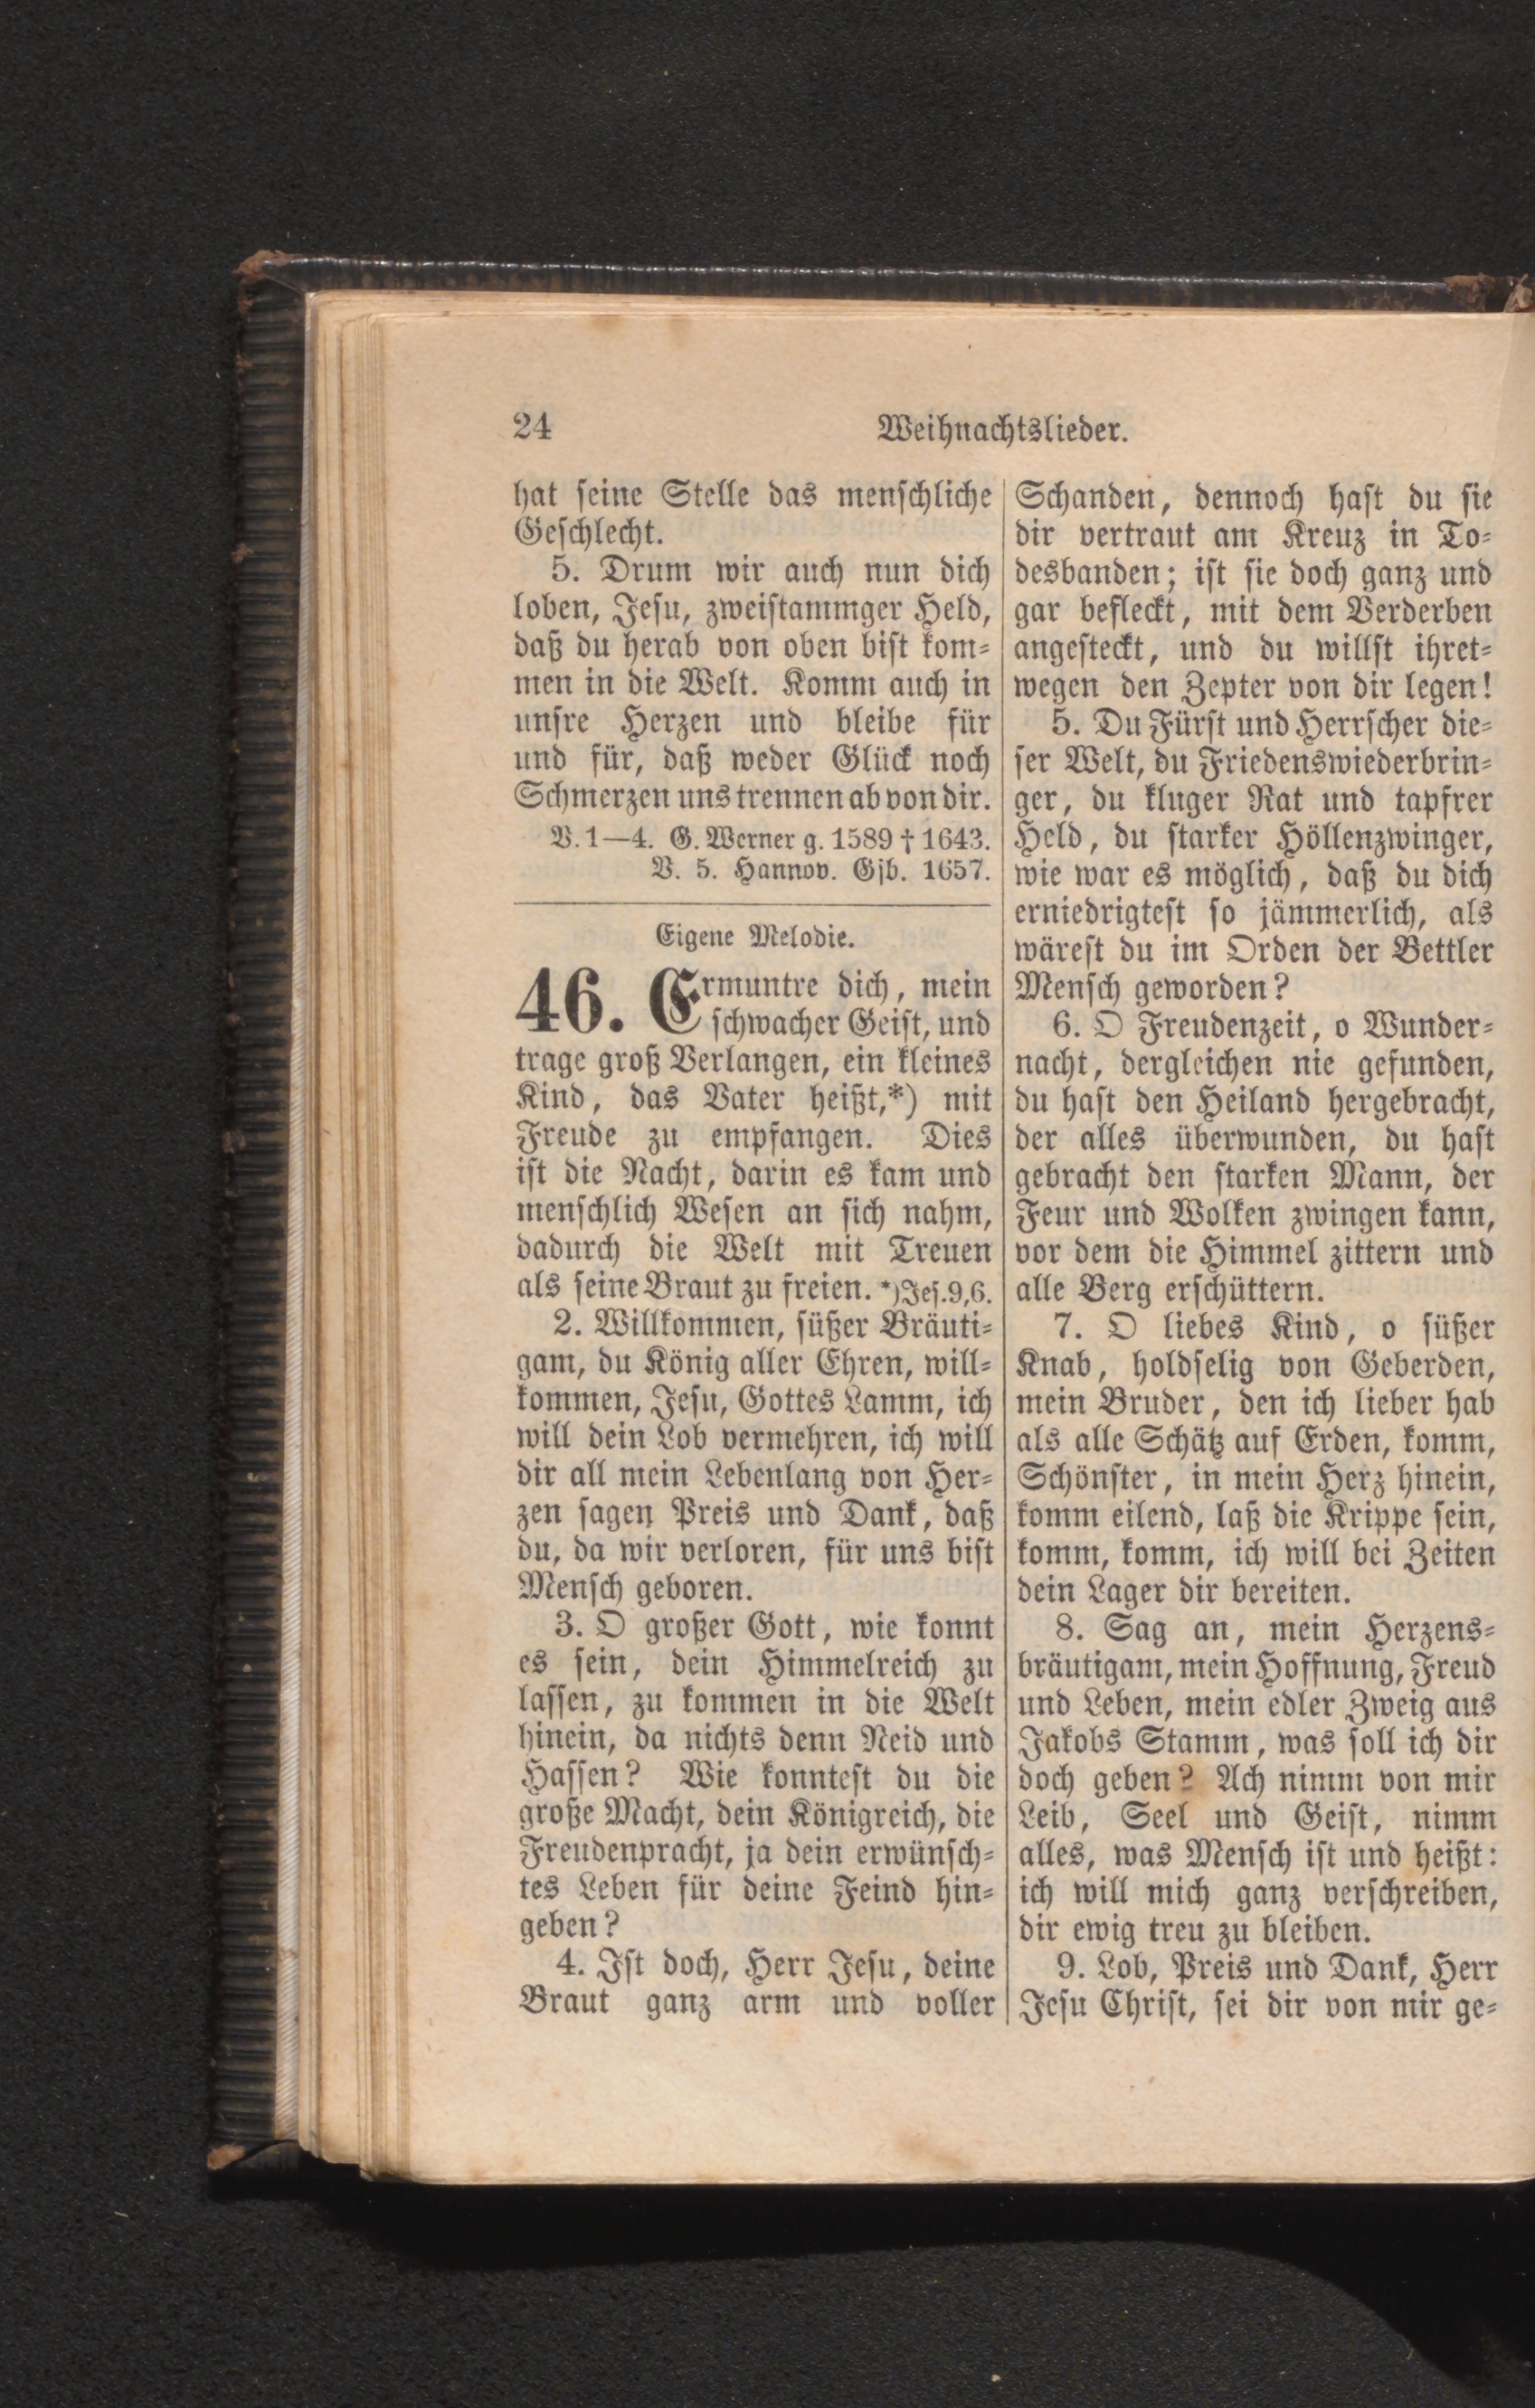 24
Weihnachtslieder.
hat seine Stelle das menschliche
Geschlecht.
5. Drum wir auch nun dich
loben, Jesu, zweistammger Held,
daß du herab von oben bist kom-
men in die Welt. Komm auch in
unsre Herzen und bleibe für
und für, daß weder Glück noch
Schmerzen uns trennen ab von dir.
V. 1—4. G. Werner g. 1589 † 1643.
V. 5. Hannov. Gsb. 1657.
Eigene Melodie.
46. Ermuntre dich, mein
schwacher Geist, und
trage groß Verlangen, ein kleines
Kind, das Vater heißt,*) mit
Freude zu empfangen. Dies
ist die Nacht, darin es kam und
menschlich Wesen an sich nahm,
dadurch die Welt mit Treuen
als seine Braut zu freien. *) Jes. 9,6.
2. Willkommen, süßer Bräuti-
gam, du König aller Ehren, will-
kommen, Jesu, Gottes Lamm, ich
will dein Lob vermehren, ich will
dir all mein Lebenlang von Her-
zen sagen Preis und Dank, daß
du, da wir verloren, für uns bist
Mensch geboren.
3. O großer Gott, wie konnt
es sein, dein Himmelreich zu
lassen, zu kommen in die Welt
hinein, da nichts denn Neid und
Hassen? Wie konntest du die
große Macht, dein Königreich, die
Freudenpracht, ja dein erwünsch-
tes Leben für deine Feind hin-
geben?
4. Ist doch, Herr Jesu, deine
Braut ganz arm und voller
Schanden, dennoch hast du sie
dir vertraut am Kreuz in To-
desbanden; ist sie doch ganz und
gar befleckt, mit dem Verderben
angesteckt, und du willst ihret-
wegen den Zepter von dir legen!
5. Du Fürst und Herrscher die-
ser Welt, du Friedenswiederbrin-
ger, du kluger Rat und tapfrer
Held, du starker Höllenzwinger,
wie war es möglich, daß du dich
erniedrigtest so jämmerlich, als
wärest du im Orden der Bettler
Mensch geworden?
6. O Freudenzeit, o Wunder-
nacht, dergleichen nie gefunden,
du hast den Heiland hergebracht,
der alles überwunden, du hast
gebracht den starken Mann, der
Feur und Wolken zwingen kann,
vor dem die Himmel zittern und
alle Berg erschüttern.
7. O liebes Kind, o süßer
Knab, holdselig von Geberden,
mein Bruder, den ich lieber hab
als alle Schätz auf Erden, komm,
Schönster, in mein Herz hinein,
komm eilend, laß die Krippe sein,
komm, komm, ich will bei Zeiten
dein Lager dir bereiten.
8. Sag an, mein Herzens-
bräutigam, mein Hoffnung, Freud
und Leben, mein edler Zweig aus
Jakobs Stamm, was soll ich dir
doch geben? Ach nimm von mir
Leib, Seel und Geist, nimm
alles, was Mensch ist und heißt:
ich will mich ganz verschreiben,
dir ewig treu zu bleiben.
9. Lob, Preis und Dank, Herr
Jesu Christ, sei dir von mir ge-